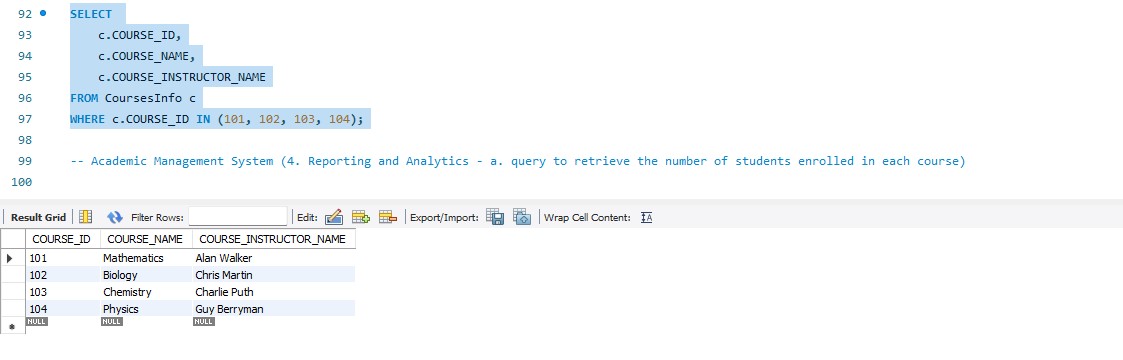 92 SELECT
93 c.COURSE_ID,
94 c.COURSE_NAME,
95 c.COURSE_INSTRUCTOR_NAME
96 FROM CoursesInfo c
97 WHERE c.COURSE_ID IN (101, 102, 103, 104);
98
99 -- Academic Management System (4. Reporting and Analytics - a. query to retrieve the number of students enrolled in each course)
100
Result Grid Filter Rows: Edit: Export/Import: Wrap Cell Content: IA
COURSE_ID COURSE_NAME COURSE_INSTRUCTOR_NAME
101 Mathematics Alan Walker
102 Biology Chris Martin
103 Chemistry Charlie Puth
104 Physics Guy Berryman
NULL NULL NULL